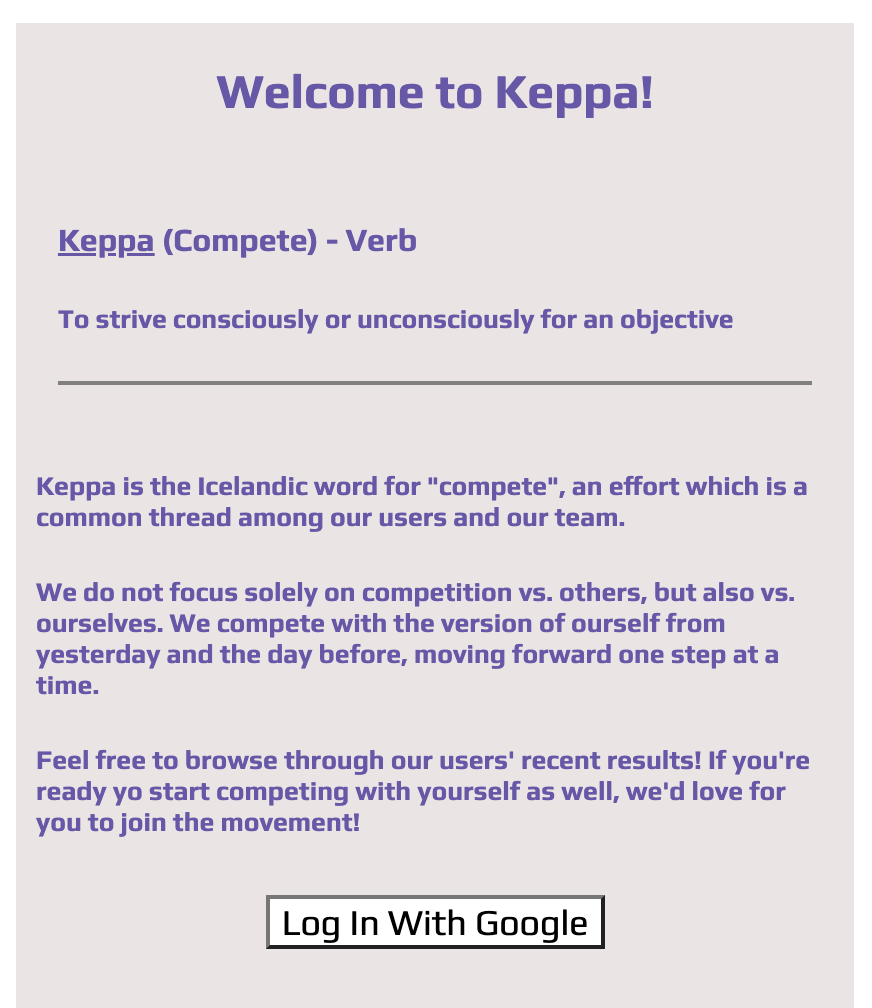 Welcome to Keppa!
Keppa (Compete) - Verb
To strive consciously or unconsciously for an objective
Keppa is the Icelandic word for "compete", an effort which is a
common thread among our users and our team.
We do not focus solely on competition vs. others, but also vs.
ourselves. We compete with the version of ourself from
yesterday and the day before, moving forward one step at a
time.
Feel free to browse through our users' recent results! If you're
ready yo start competing with yourself as well, we'd love for
you to join the movement!
Log In With Google